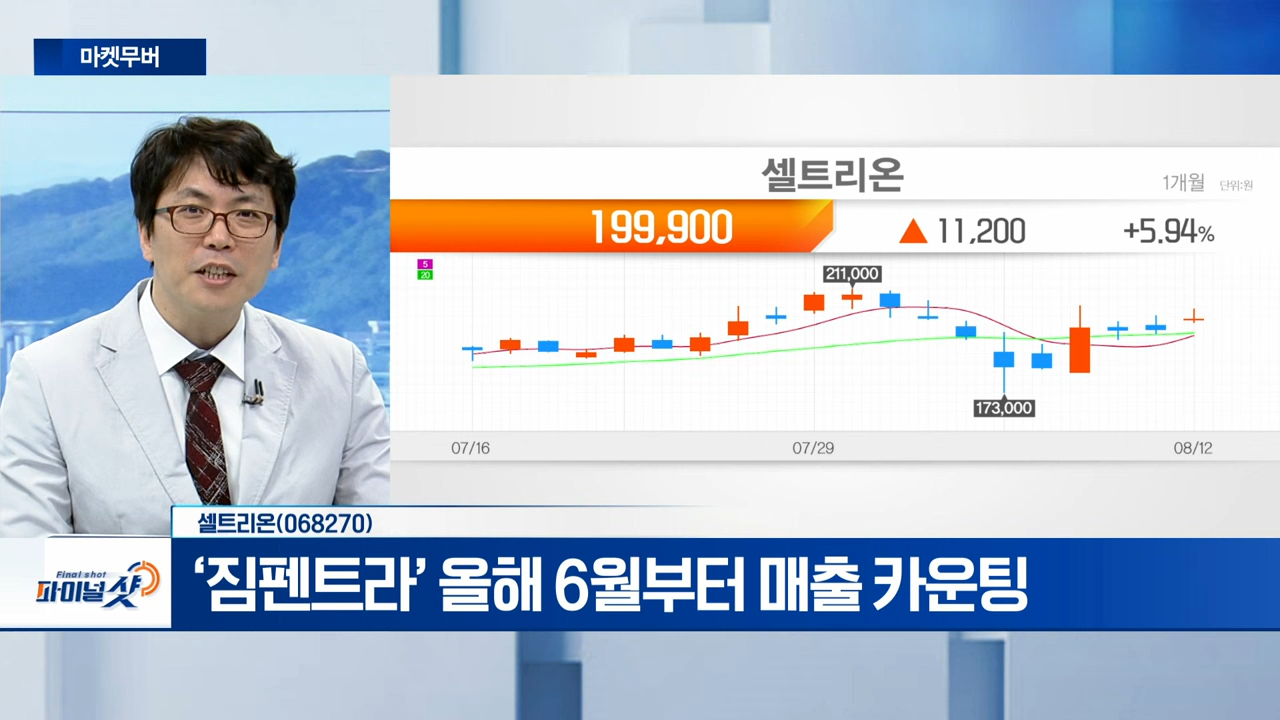 마켓무버
셀트리온
1개월 단위:원
199,900 ▲ 11,200 +5.94%
5
20
211,000
173,000
07/16 07/29 08/12
셀트리온(068270)
Final shot
파이널샷
‘짐펜트라’ 올해 6월부터 매출 카운팅